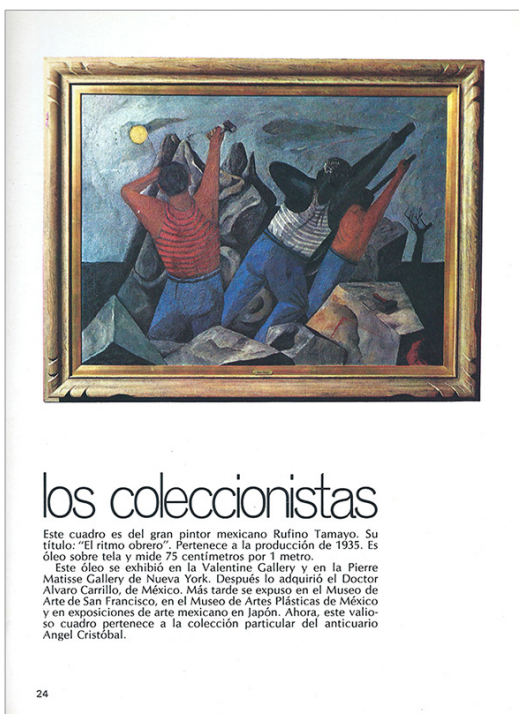 los coleccionistas
Este cuadro es del gran pintor mexicano Rufino Tamayo. Su
título: "El ritmo obrero". Pertenece a la producción de 1935. Es
óleo sobre tela y mide 75 centímetros por 1 metro.
Este óleo se exhibió en la Valentine Gallery y en la Pierre
Matisse Gallery de Nueva York. Después lo adquirió el Doctor
Alvaro Carrillo, de México. Más tarde se expuso en el Museo de
Arte de San Francisco, en el Museo de Artes Plásticas de México
y en exposiciones de arte mexicano en Japón. Ahora, este valio-
so cuadro pertenece a la colección particular del anticuario
Angel Cristóbal.
24